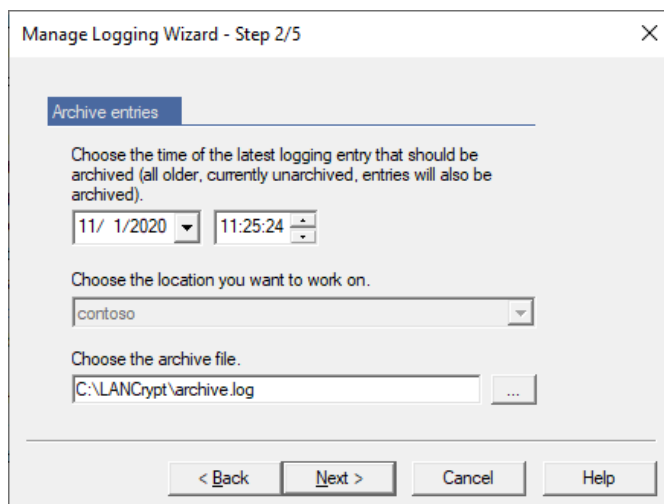 Manage Logging Wizard - Step 2/5
Archive entries
Choose the time of the latest logging entry that should be
archived (all older, currently unarchived, entries will also be
archived).
11/ 1/2020 11:25:24
Choose the location you want to work on.
contoso
Choose the archive file.
C:\LANCrypt\archive.log ...
< Back Next > Cancel Help